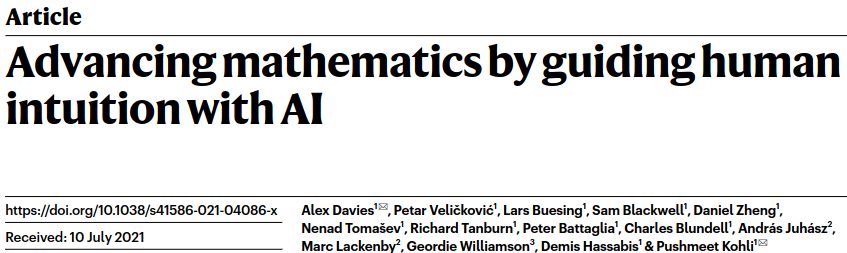 Article
Advancing mathematics by guiding human
intuition with AI
https://doi.org/10.1038/s41586-021-04086-x
Received: 10 July 2021
Alex Davies1✉, Petar Veličković1, Lars Buesing1, Sam Blackwell1, Daniel Zheng1,
Nenad Tomašev1, Richard Tanburn1, Peter Battaglia1, Charles Blundell1, András Juhász2,
Marc Lackenby2, Geordie Williamson3, Demis Hassabis1 & Pushmeet Kohli1✉